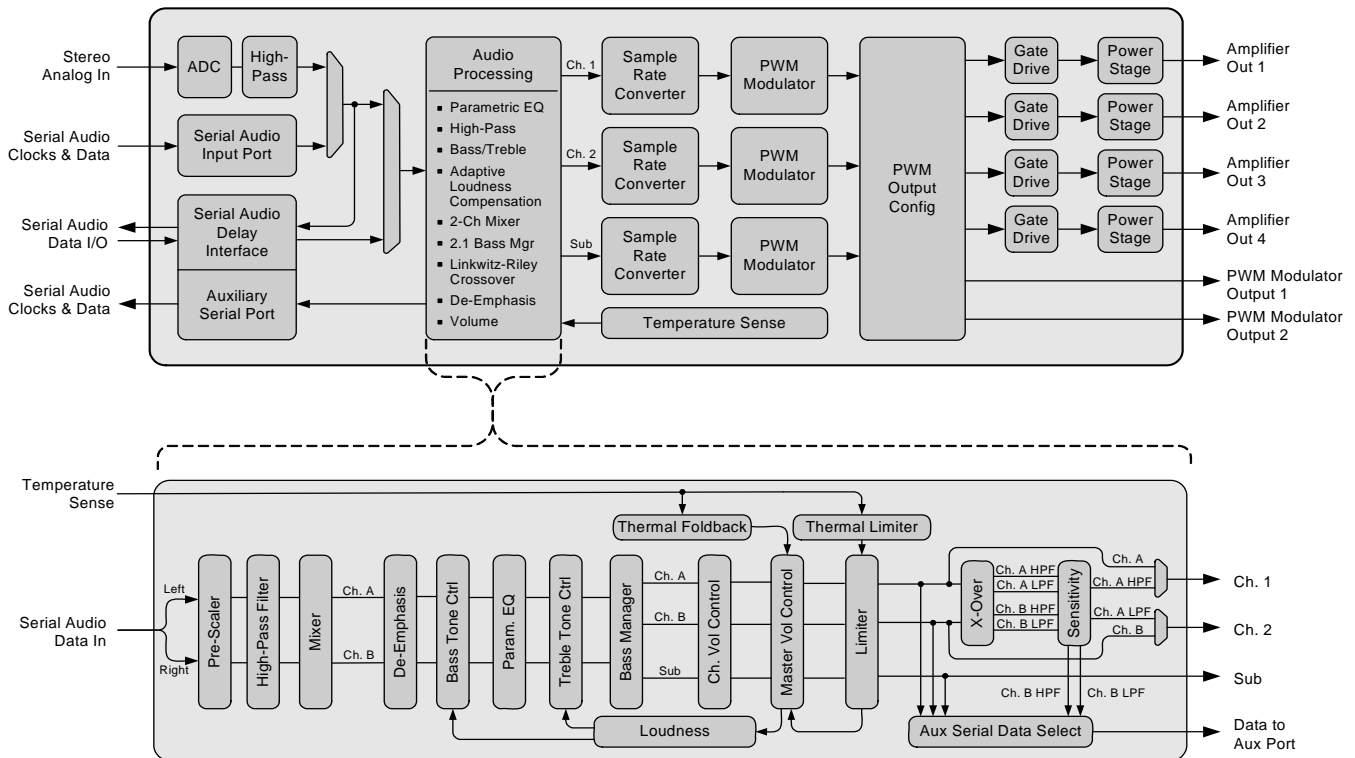 Stereo
Analog In
ADC
High-
Pass
Serial Audio
Clocks & Data
Serial Audio
Input Port
Serial Audio
Data I/O
Serial Audio
Delay
Interface
Serial Audio
Clocks & Data
Auxiliary
Serial Port
Audio
Processing
▪ Parametric EQ
▪ High-Pass
▪ Bass/Treble
▪ Adaptive
Loudness
Compensation
▪ 2-Ch Mixer
▪ 2.1 Bass Mgr
▪ Linkwitz-Riley
Crossover
▪ De-Emphasis
▪ Volume
Ch. 1
Sample
Rate
Converter
PWM
Modulator
Ch. 2
Sample
Rate
Converter
PWM
Modulator
Sub
Sample
Rate
Converter
PWM
Modulator
Temperature Sense
PWM
Output
Config
Gate
Drive
Power
Stage
Amplifier
Out 1
Gate
Drive
Power
Stage
Amplifier
Out 2
Gate
Drive
Power
Stage
Amplifier
Out 3
Gate
Drive
Power
Stage
Amplifier
Out 4
PWM Modulator
Output 1
PWM Modulator
Output 2
Temperature
Sense
Thermal Foldback
Thermal Limiter
Serial Audio
Data In
Left
Right
Pre-Scaler
High-Pass Filter
Mixer
Ch. A
Ch. B
De-Emphasis
Bass Tone Ctrl
Param. EQ
Treble Tone Ctrl
Bass Manager
Ch. A
Ch. B
Sub
Ch. Vol Control
Master Vol Control
Limiter
Loudness
X-Over
Ch. A HPF
Ch. A LPF
Ch. B HPF
Ch. B LPF
Sensitivity
Ch. A
Ch. A HPF
Ch. A LPF
Ch. B
Ch. B HPF
Ch. B LPF
Aux Serial Data Select
Ch. 1
Ch. 2
Sub
Data to
Aux Port